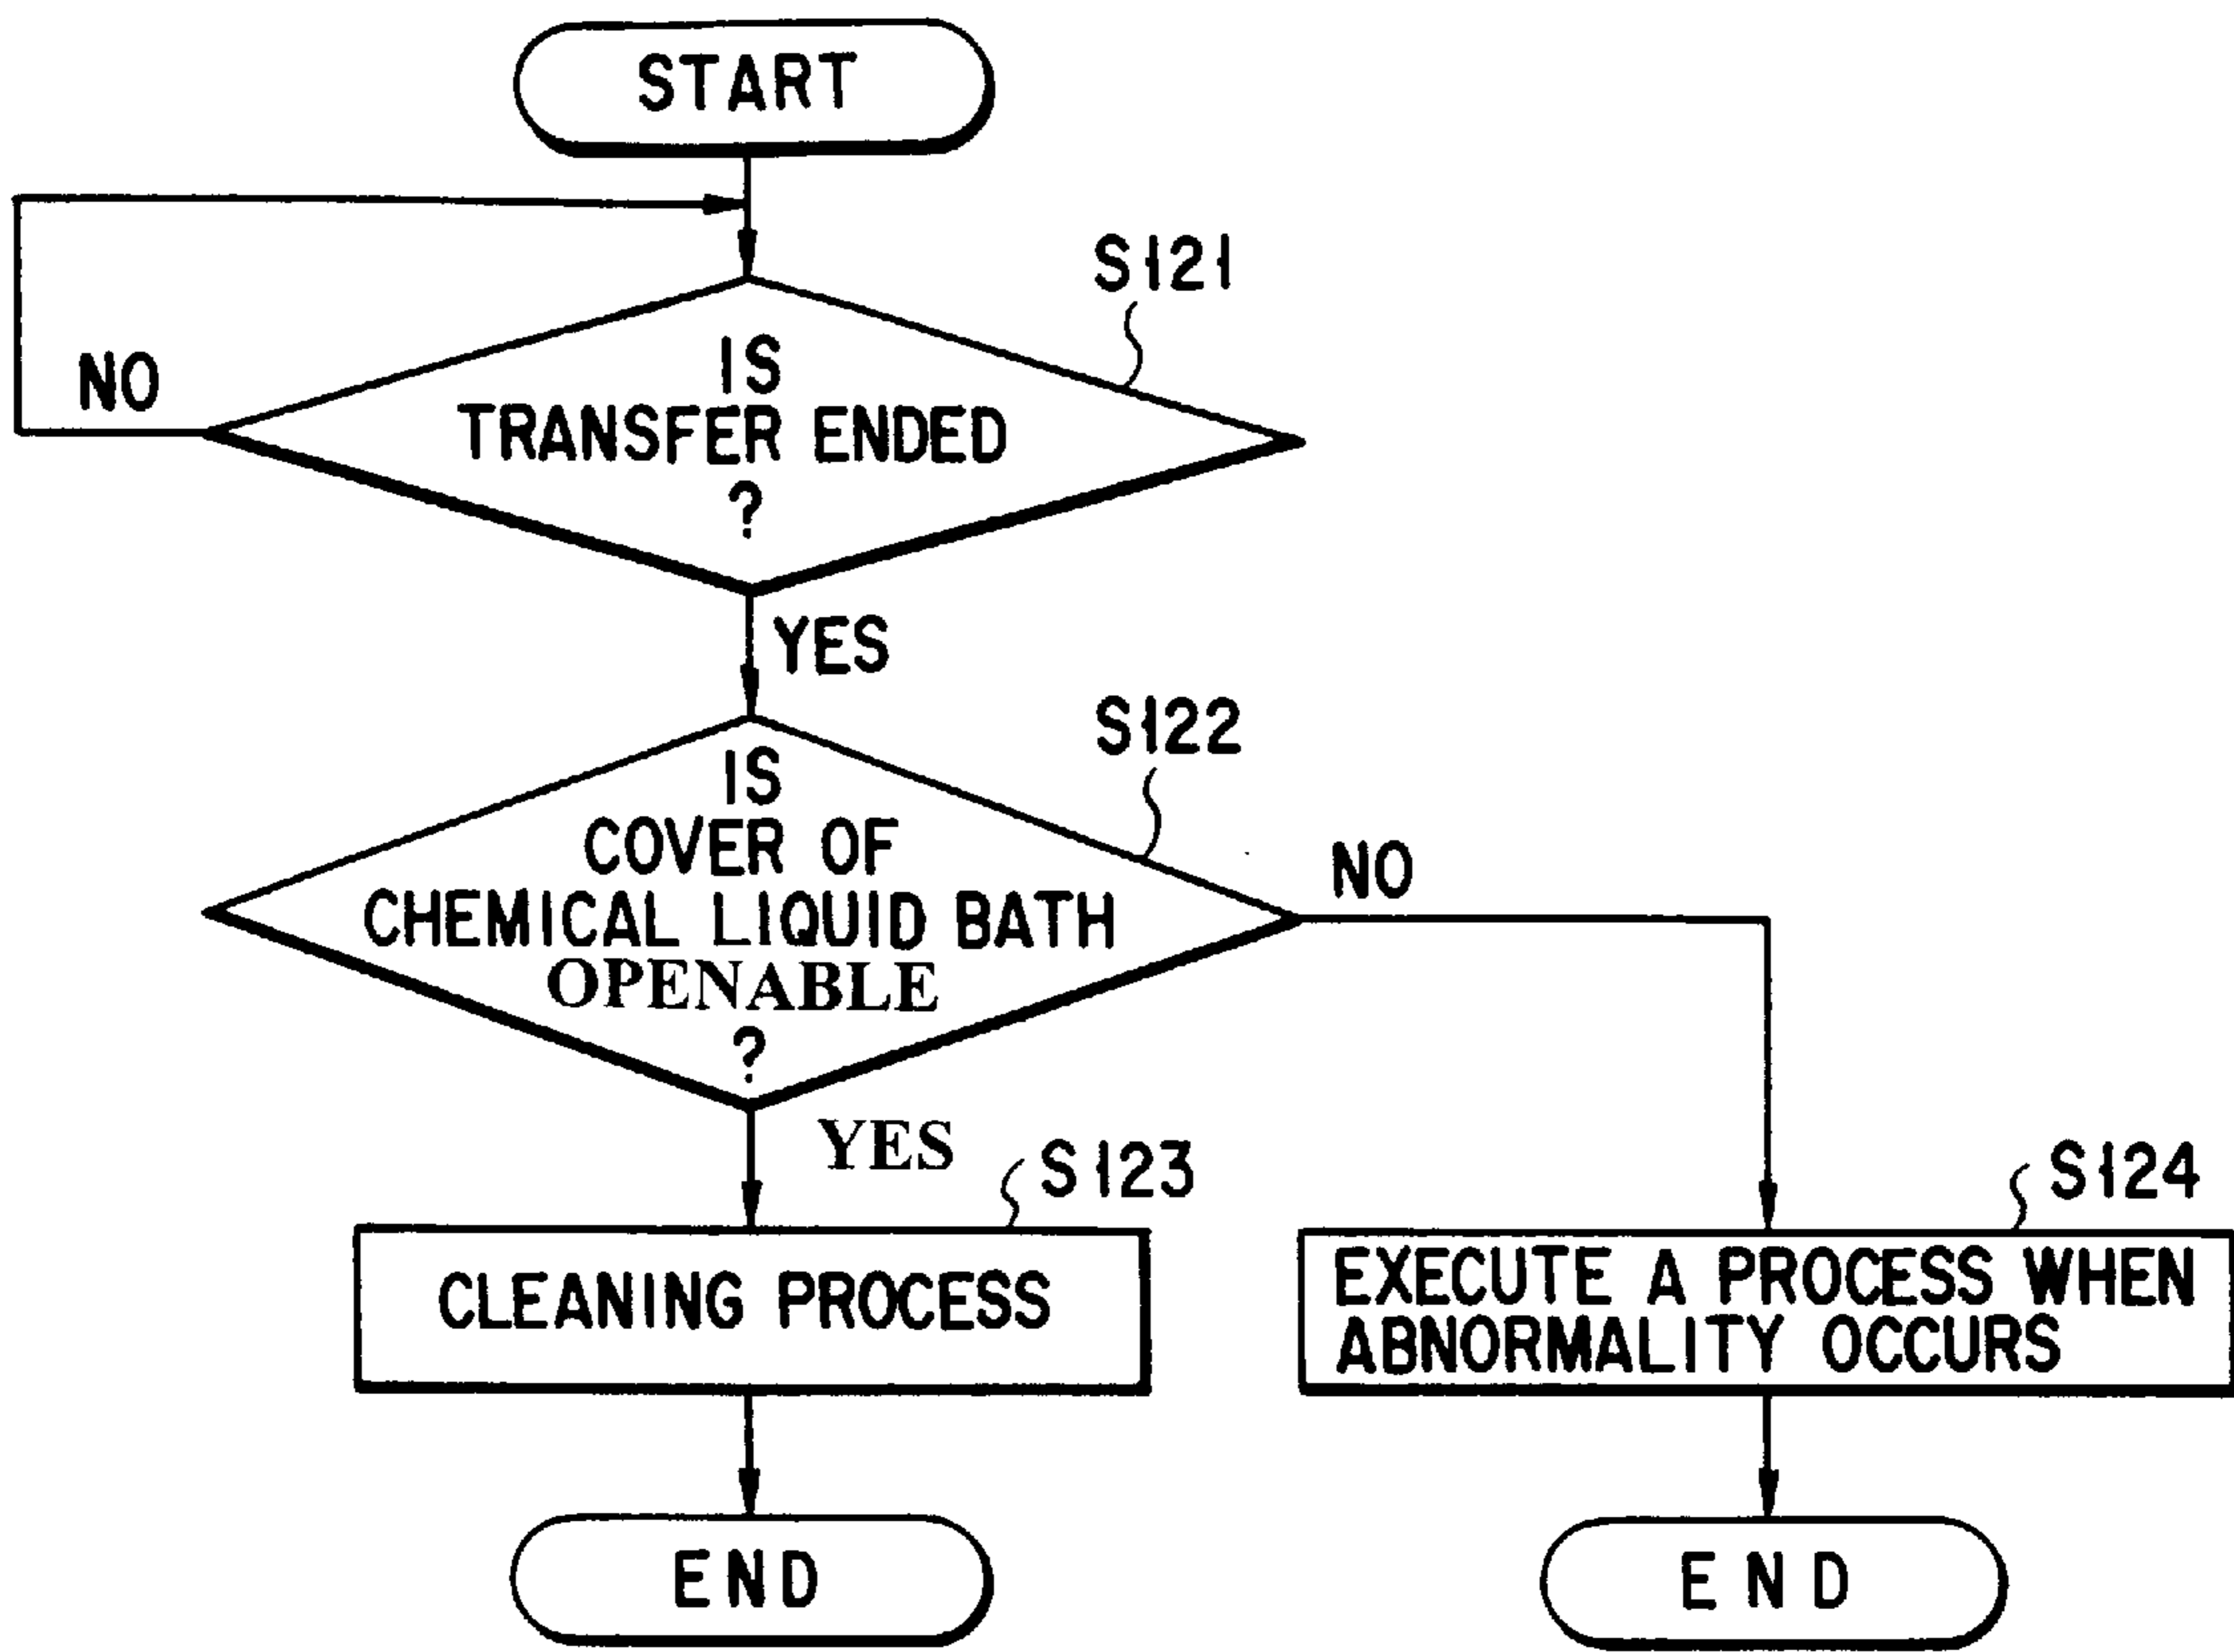 START
S121
NO
IS
TRANSFER ENDED
?
YES
S122
IS
COVER OF
CHEMICAL LIQUID BATH
OPENABLE
?
NO
YES
S123
S124
CLEANING PROCESS
EXECUTE A PROCESS WHEN
ABNORMALITY OCCURS
END
END